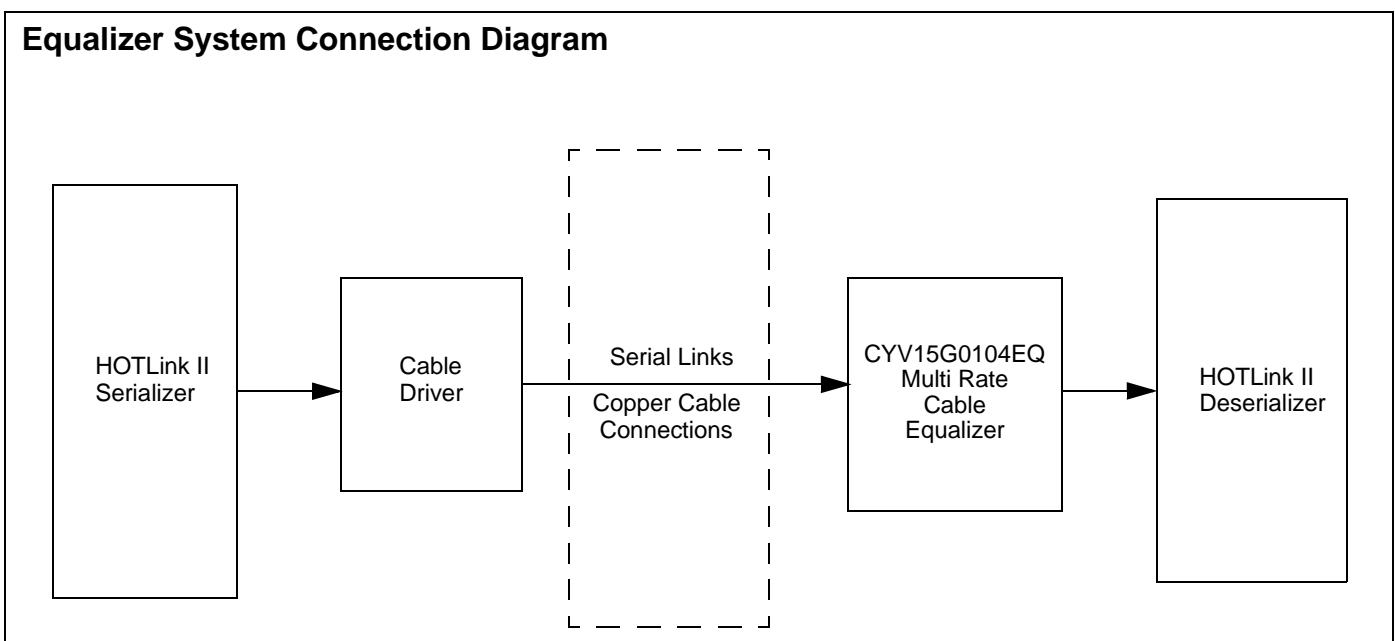 Equalizer System Connection Diagram
HOTLink II
Serializer
Cable
Driver
Serial Links
Copper Cable
Connections
CYV15G0104EQ
Multi Rate
Cable
Equalizer
HOTLink II
Deserializer